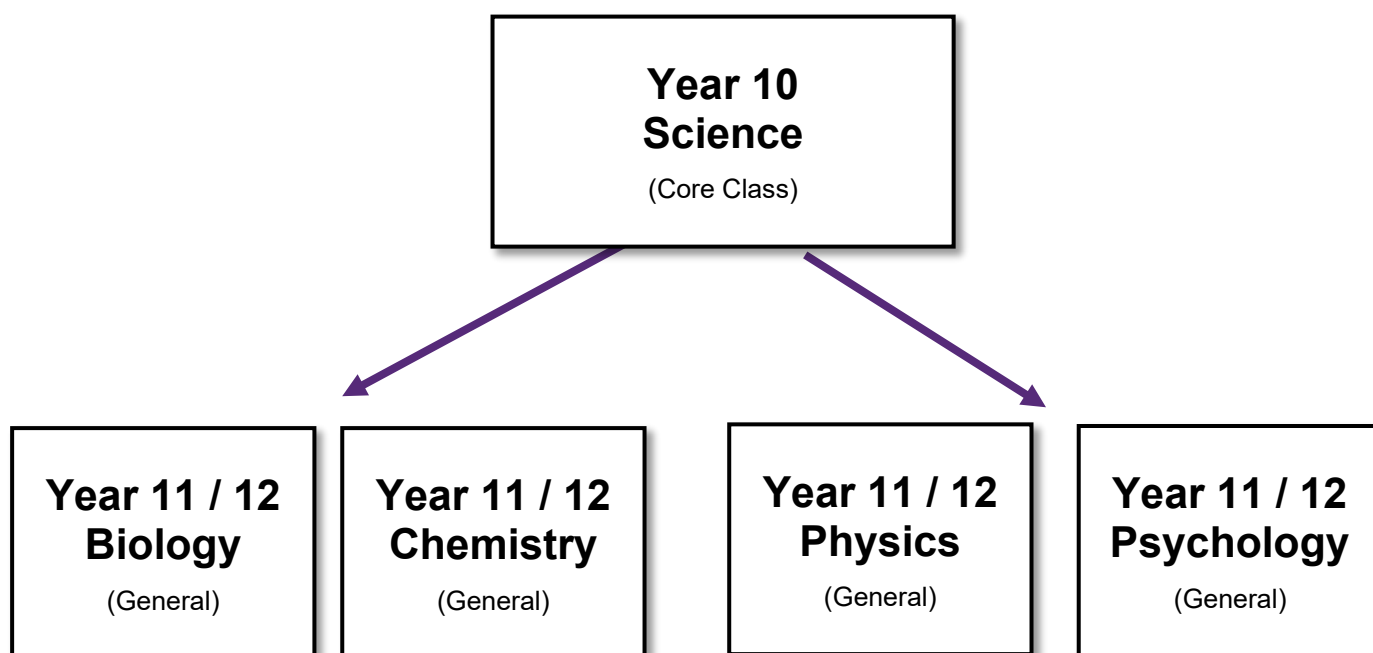 Year 10
Science
(Core Class)
Year 11 / 12
Biology
(General)
Year 11 / 12
Chemistry
(General)
Year 11 / 12
Physics
(General)
Year 11 / 12
Psychology
(General)